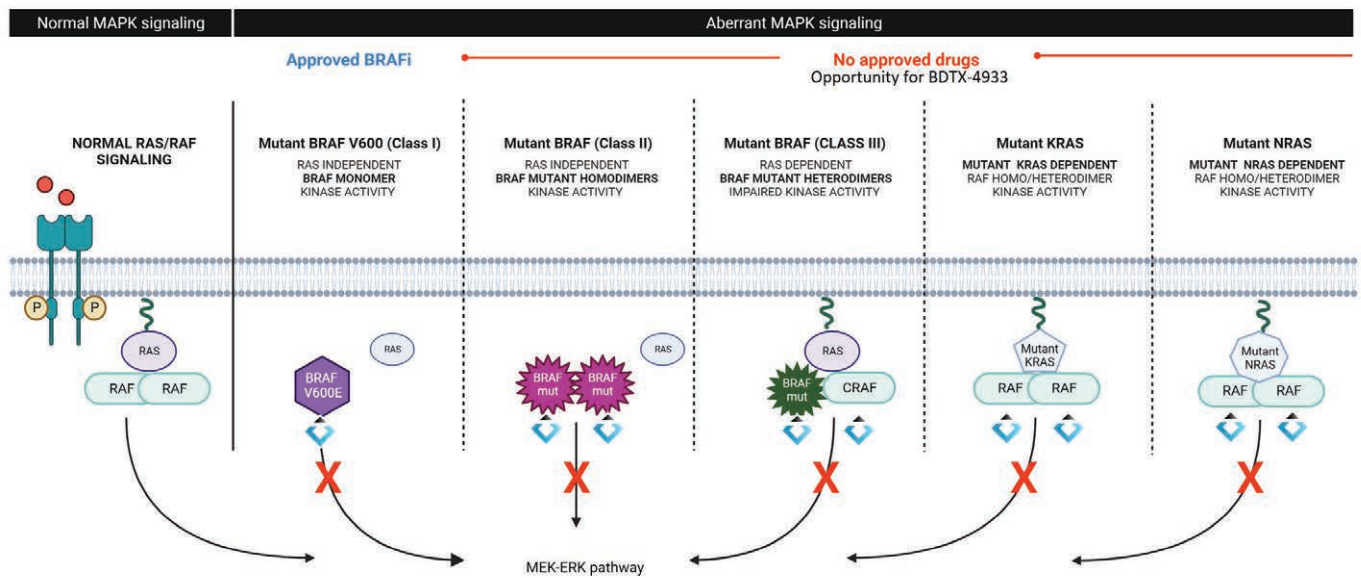 Normal MAPK signaling
Aberrant MAPK signaling
Approved BRAFi
No approved drugs
Opportunity for BDTX-4933
NORMAL RAS/RAF
SIGNALING
Mutant BRAF V600 (Class I)
RAS INDEPENDENT
BRAF MONOMER
KINASE ACTIVITY
Mutant BRAF (Class II)
RAS INDEPENDENT
BRAF MUTANT HOMODIMERS
KINASE ACTIVITY
Mutant BRAF (CLASS III)
RAS DEPENDENT
BRAF MUTANT HETERODIMERS
IMPAIRED KINASE ACTIVITY
Mutant KRAS
MUTANT KRAS DEPENDENT
RAF HOMO/HETERODIMER
KINASE ACTIVITY
Mutant NRAS
MUTANT NRAS DEPENDENT
RAF HOMO/HETERODIMER
KINASE ACTIVITY
P
P
RAS
RAF
RAF
RAS
BRAF
V600E
X
RAS
BRAF
mut
BRAF
mut
X
RAS
BRAF
mut
CRAF
X
Mutant
KRAS
RAF
RAF
X
Mutant
NRAS
RAF
RAF
X
MEK-ERK pathway